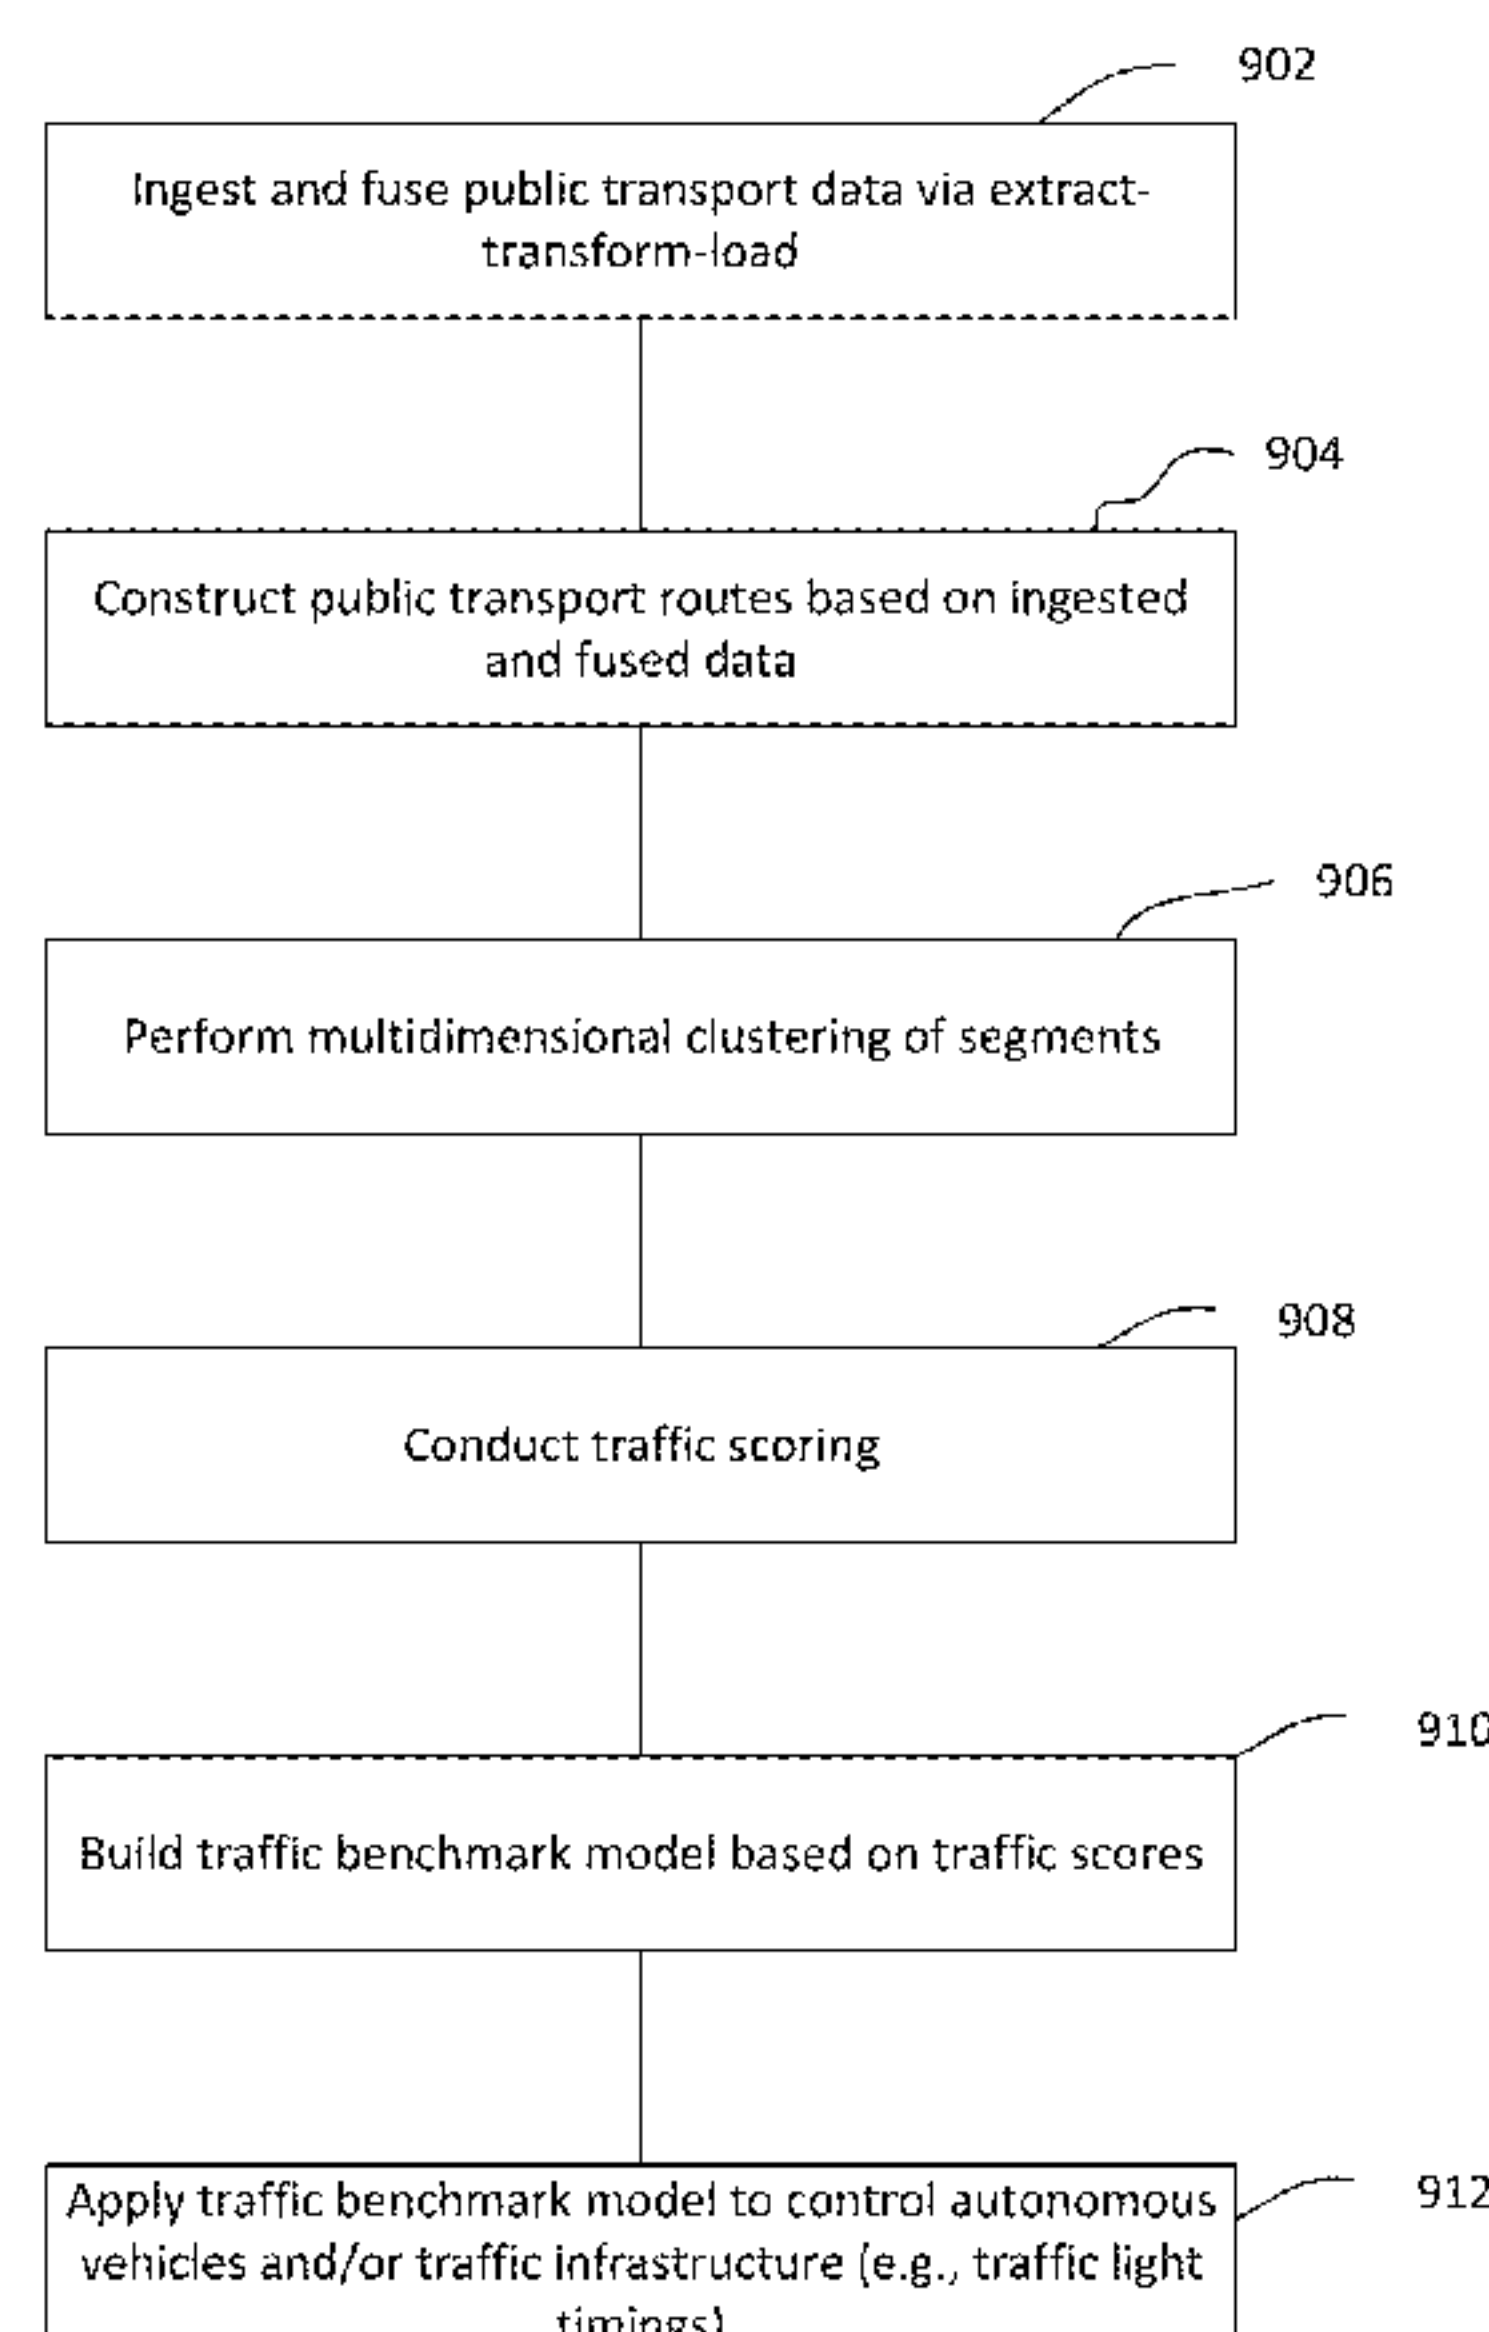 902
Ingest and fuse public transport data via extract-
transform-load
904
Construct public transport routes based on ingested
and fused data
906
Perform multidimensional clustering of segments
908
Conduct traffic scoring
910
Build traffic benchmark model based on traffic scores
912
Apply traffic benchmark model to control autonomous
vehicles and/or traffic infrastructure (e.g., traffic light
timings)